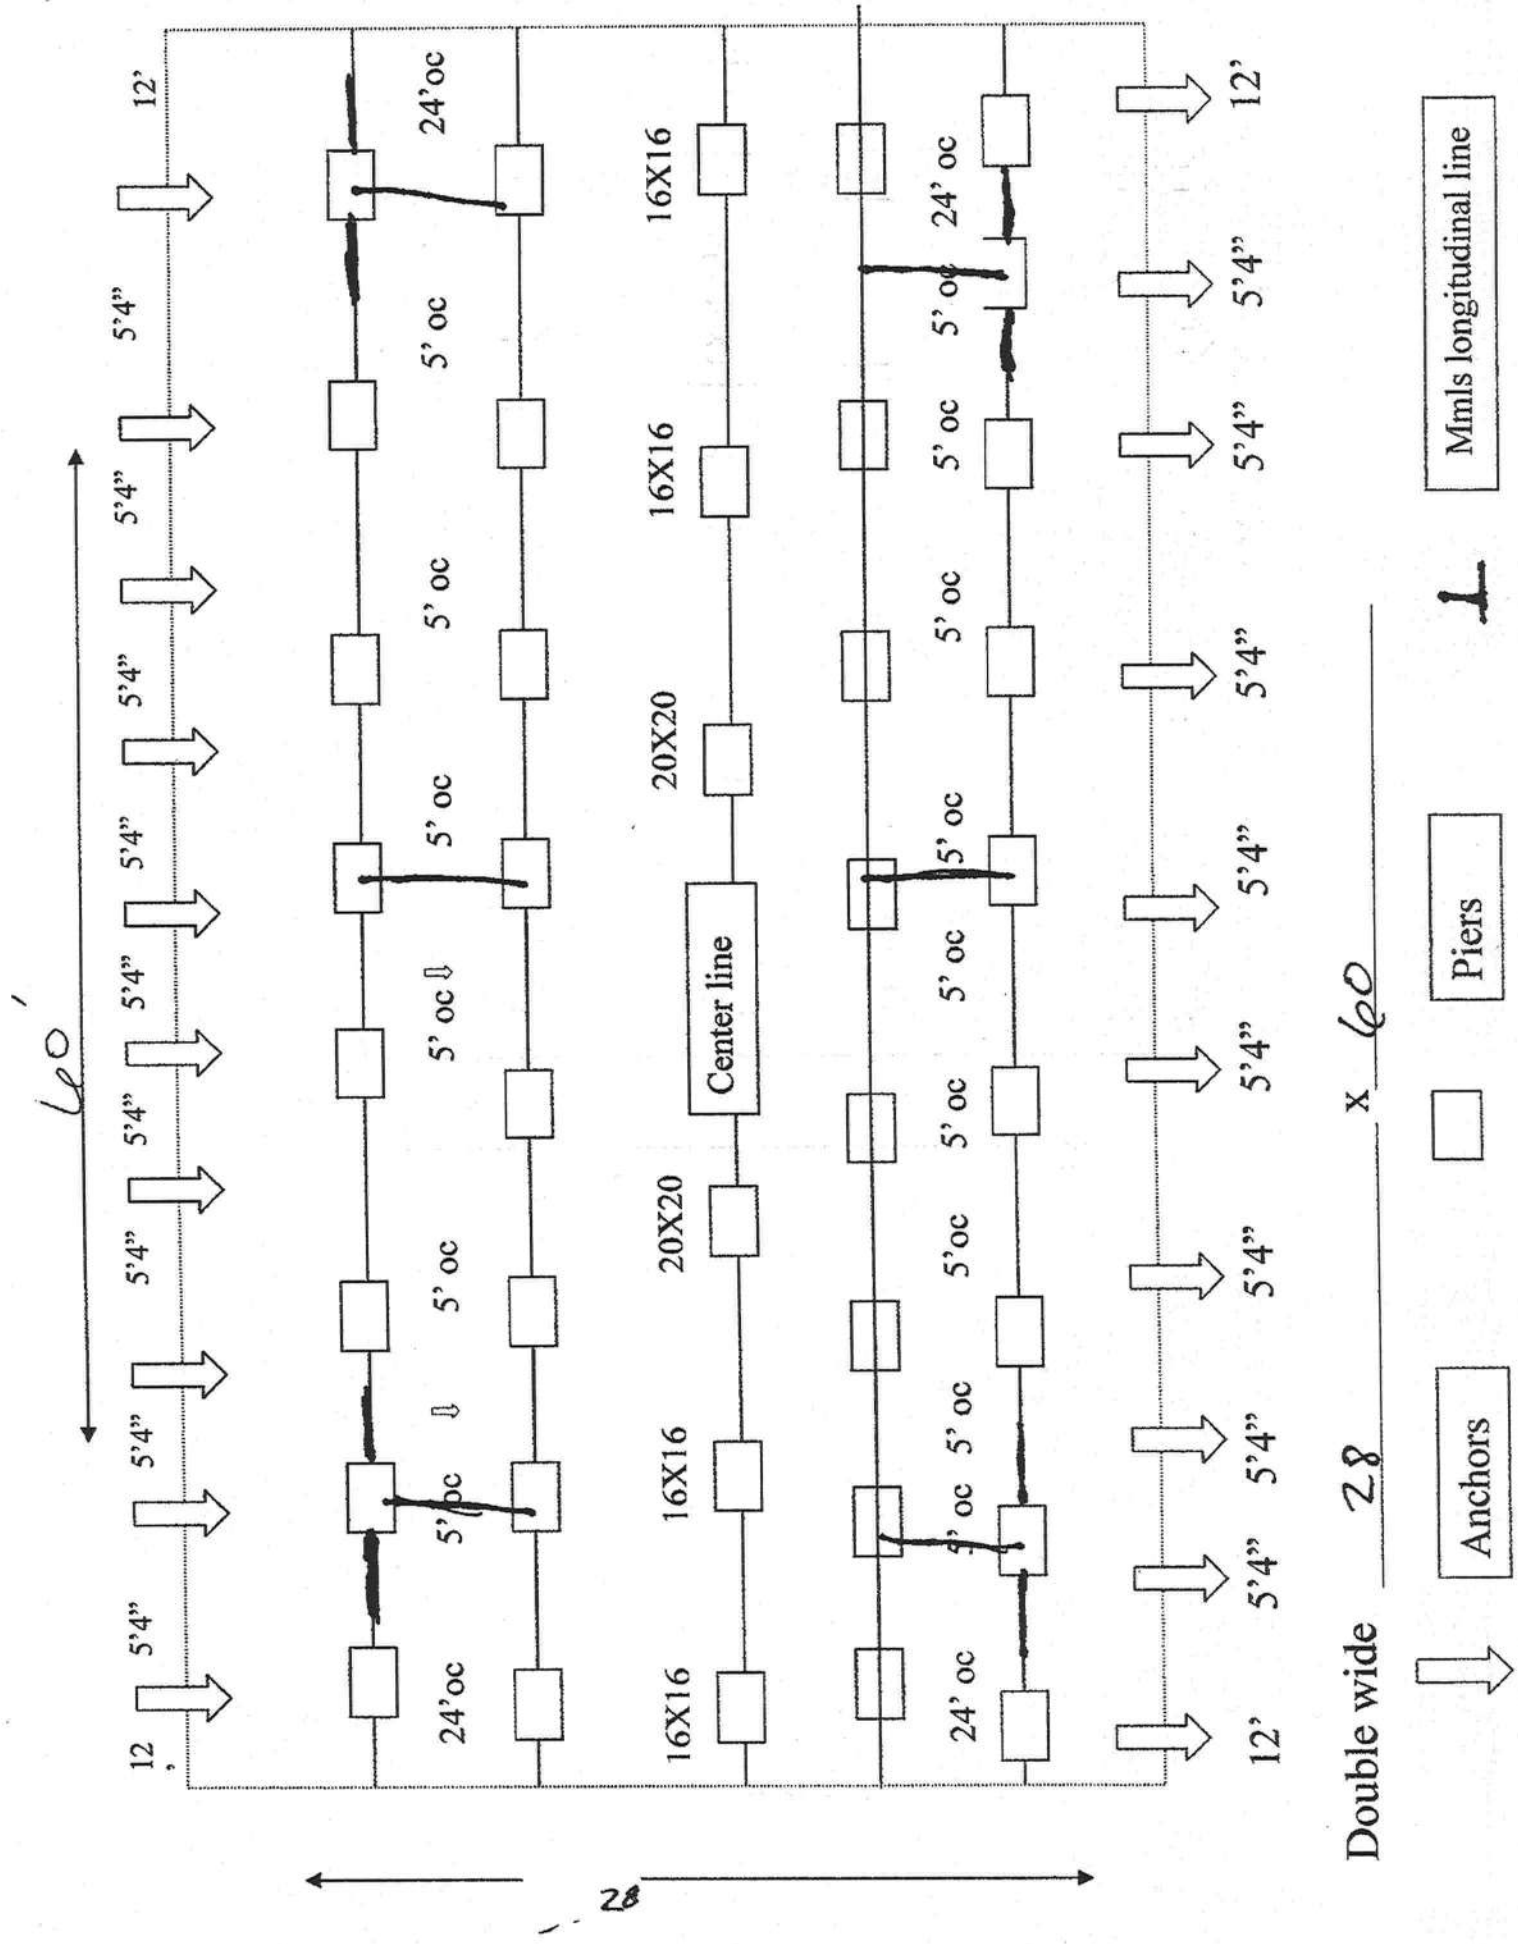 60'
12' 5'4" 5'4" 5'4" 5'4" 5'4" 5'4" 5'4" 5'4" 5'4" 12'
24'oc 5' oc 5' oc 5' oc 5' oc 5' oc 5' oc 24'oc
28
16X16 16X16 20X20 20X20 16X16 16X16
Center line
24' oc 5' oc 5' oc 5'oc 5' oc 5' oc 5' oc 5' oc 5' oc 5' oc 24' oc
12' 5'4" 5'4" 5'4" 5'4" 5'4" 5'4" 5'4" 5'4" 12'
Double wide 28 x 60
Anchors Piers Mmls longitudinal line